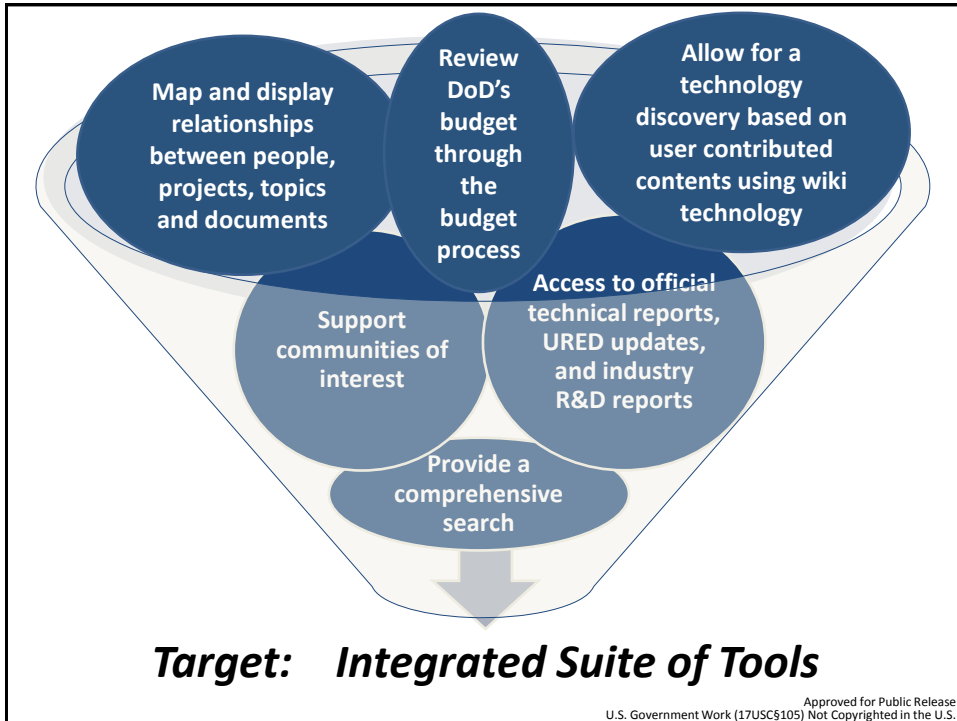 Map and display
relationships
between people,
projects, topics
and documents
Review
DoD's
budget
through
the
budget
process
Allow for a
technology
discovery based on
user contributed
contents using wiki
technology
Support
communities of
interest
Access to official
technical reports,
URED updates,
and industry
R&D reports
Provide a
comprehensive
search
Target: Integrated Suite of Tools
Approved for Public Release
U.S. Government Work (17USC§105) Not Copyrighted in the U.S.